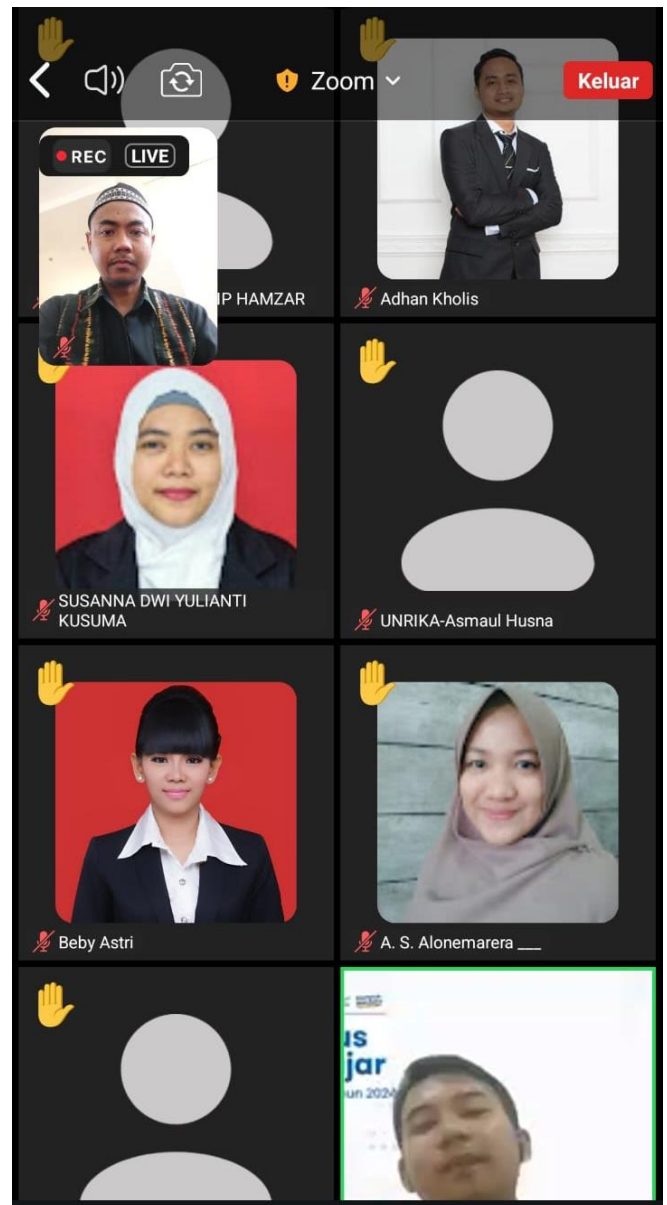 Zoom
Keluar
REC LIVE
IP HAMZAR
Adhan Kholis
SUSANNA DWI YULIANTI
KUSUMA
UNRIKA-Asmaul Husna
Beby Astri
A. S. Alonemarera ___
us
jar
un 2024